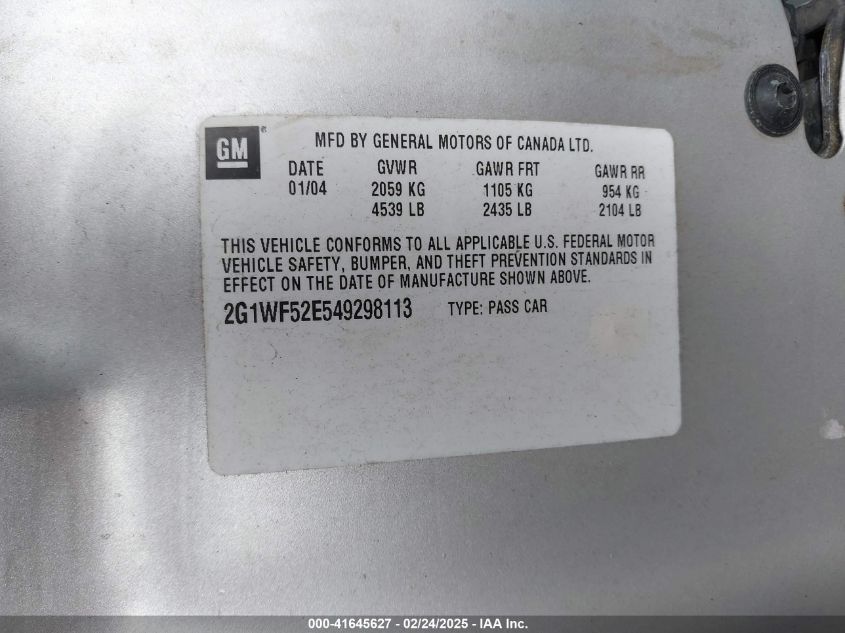 GM ®
MFD BY GENERAL MOTORS OF CANADA LTD.
DATE GVWR GAWR FRT GAWR RR
01/04 2059 KG 1105 KG 954 KG
4539 LB 2435 LB 2104 LB
THIS VEHICLE CONFORMS TO ALL APPLICABLE U.S. FEDERAL MOTOR
VEHICLE SAFETY, BUMPER, AND THEFT PREVENTION STANDARDS IN
EFFECT ON THE DATE OF MANUFACTURE SHOWN ABOVE.
2G1WF52E549298113 TYPE: PASS CAR
000-41645627 - 02/24/2025 - IAA Inc.